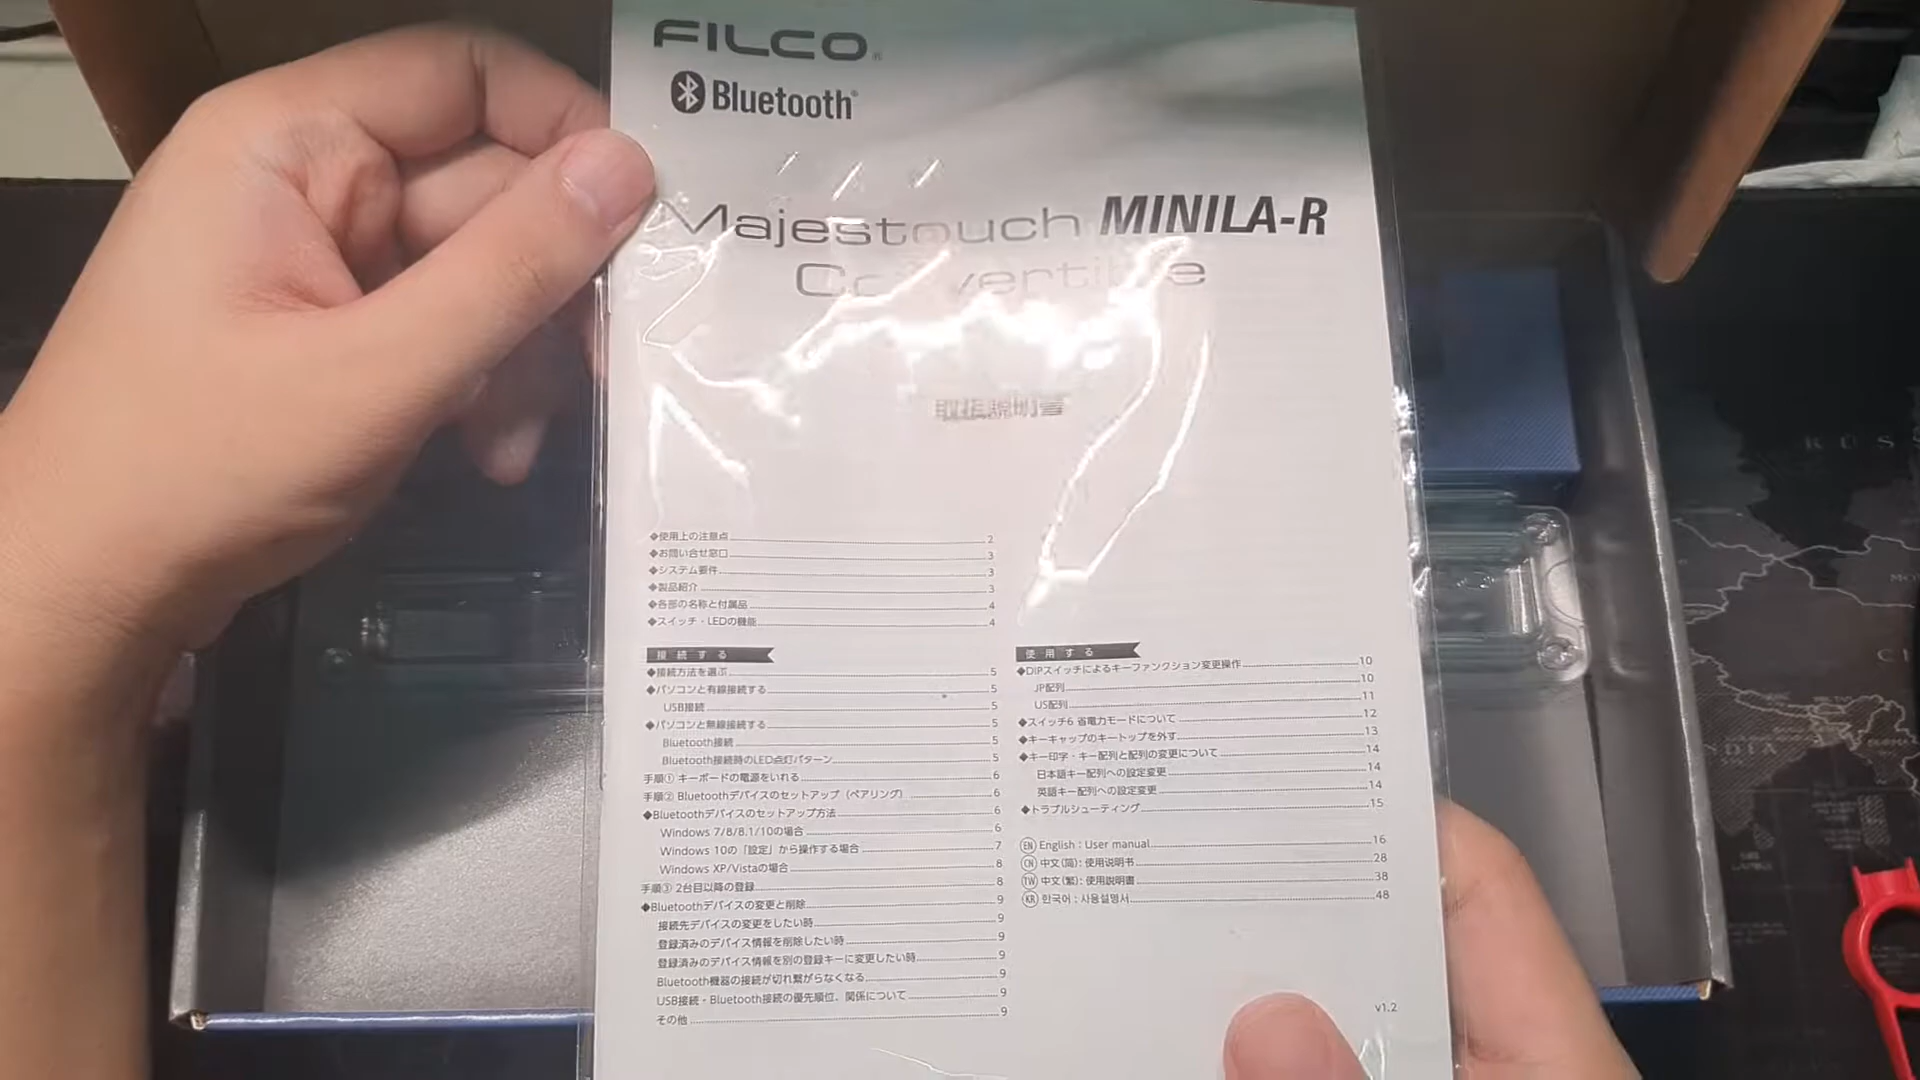 FILCO®
Bluetooth®
Majestouch MINILA-R
Convertible
取扱説明書
◆使用上の注意点 2
◆お問い合せ窓口 3
◆システム要件 3
◆製品紹介 3
◆各部の名称と付属品 4
◆スイッチ・LEDの機能 4
接続する
◆接続方法を選ぶ 5
◆パソコンと有線接続する 5
USB接続 5
◆パソコンと無線接続する 5
Bluetooth接続 5
Bluetooth接続時のLED点灯パターン 5
手順① キーボードの電源をいれる 6
手順② Bluetoothデバイスのセットアップ（ペアリング） 6
◆Bluetoothデバイスのセットアップ方法 6
Windows 7/8/8.1/10の場合 6
Windows 10の「設定」から操作する場合 7
Windows XP/Vistaの場合 8
手順③ 2台目以降の登録 8
◆Bluetoothデバイスの変更と削除 9
接続先デバイスの変更をしたい時 9
登録済みのデバイス情報を削除したい時 9
登録済みのデバイス情報を別の登録キーに変更したい時 9
Bluetooth機器の接続が切れ繋がらなくなる 9
USB接続・Bluetooth接続の優先順位、関係について 9
その他 9
使用する
◆DIPスイッチによるキーファンクション変更操作 10
JP配列 10
US配列 11
◆スイッチ6 省電力モードについて 12
◆キーキャップのキートップを外す 13
◆キー印字・キー配列と配列の変更について 14
日本語キー配列への設定変更 14
英語キー配列への設定変更 14
◆トラブルシューティング 15
EN English : User manual 16
CN 中文(简): 使用说明书 28
TW 中文(繁): 使用說明書 38
KR 한국어 : 사용설명서 48
v1.2